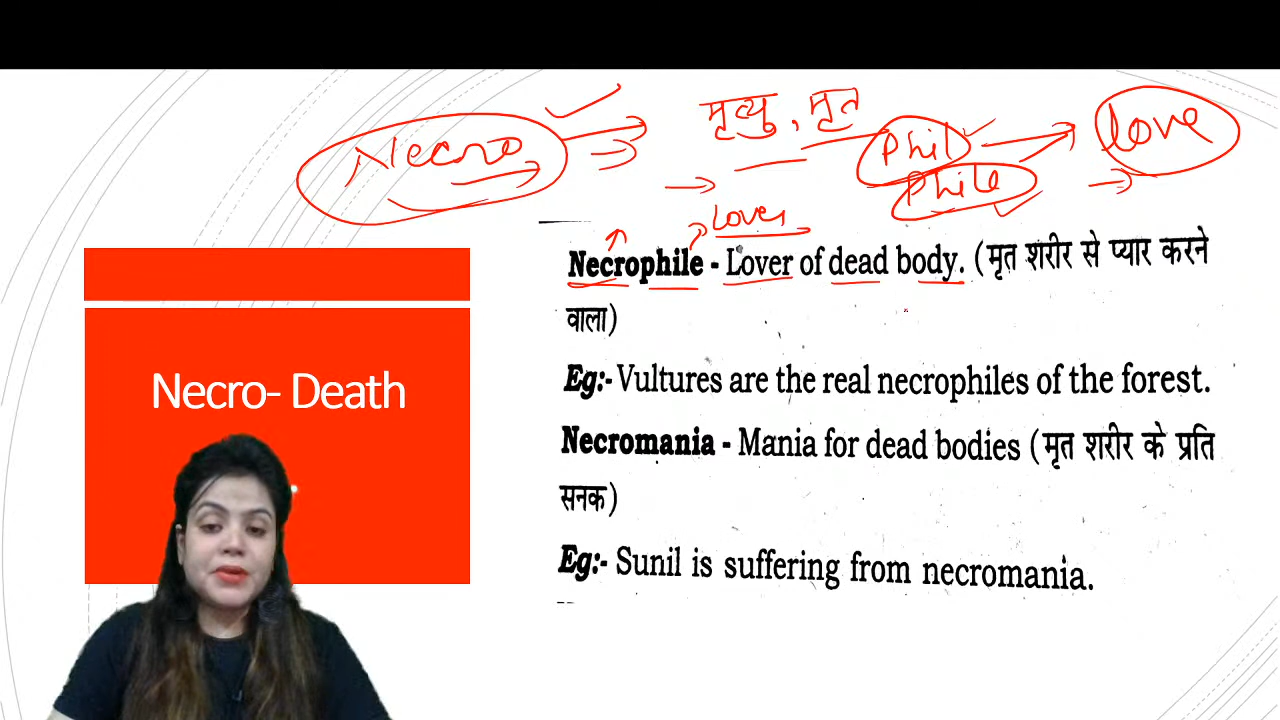 Necro
मृत्यु, मृत
Phil
Phile
love
Lover
Necro- Death
Necrophile - Lover of dead body. (मृत शरीर से प्यार करने
वाला)
Eg:- Vultures are the real necrophiles of the forest.
Necromania - Mania for dead bodies (मृत शरीर के प्रति
सनक)
Eg:- Sunil is suffering from necromania.